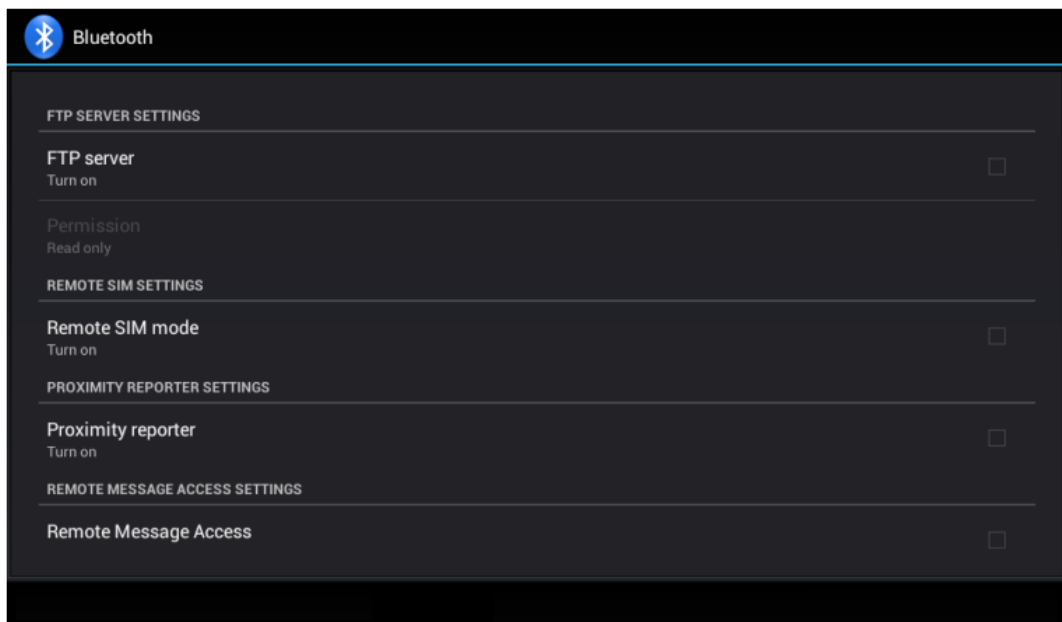 Bluetooth
FTP SERVER SETTINGS
FTP server
Turn on
Permission
Read only
REMOTE SIM SETTINGS
Remote SIM mode
Turn on
PROXIMITY REPORTER SETTINGS
Proximity reporter
Turn on
REMOTE MESSAGE ACCESS SETTINGS
Remote Message Access